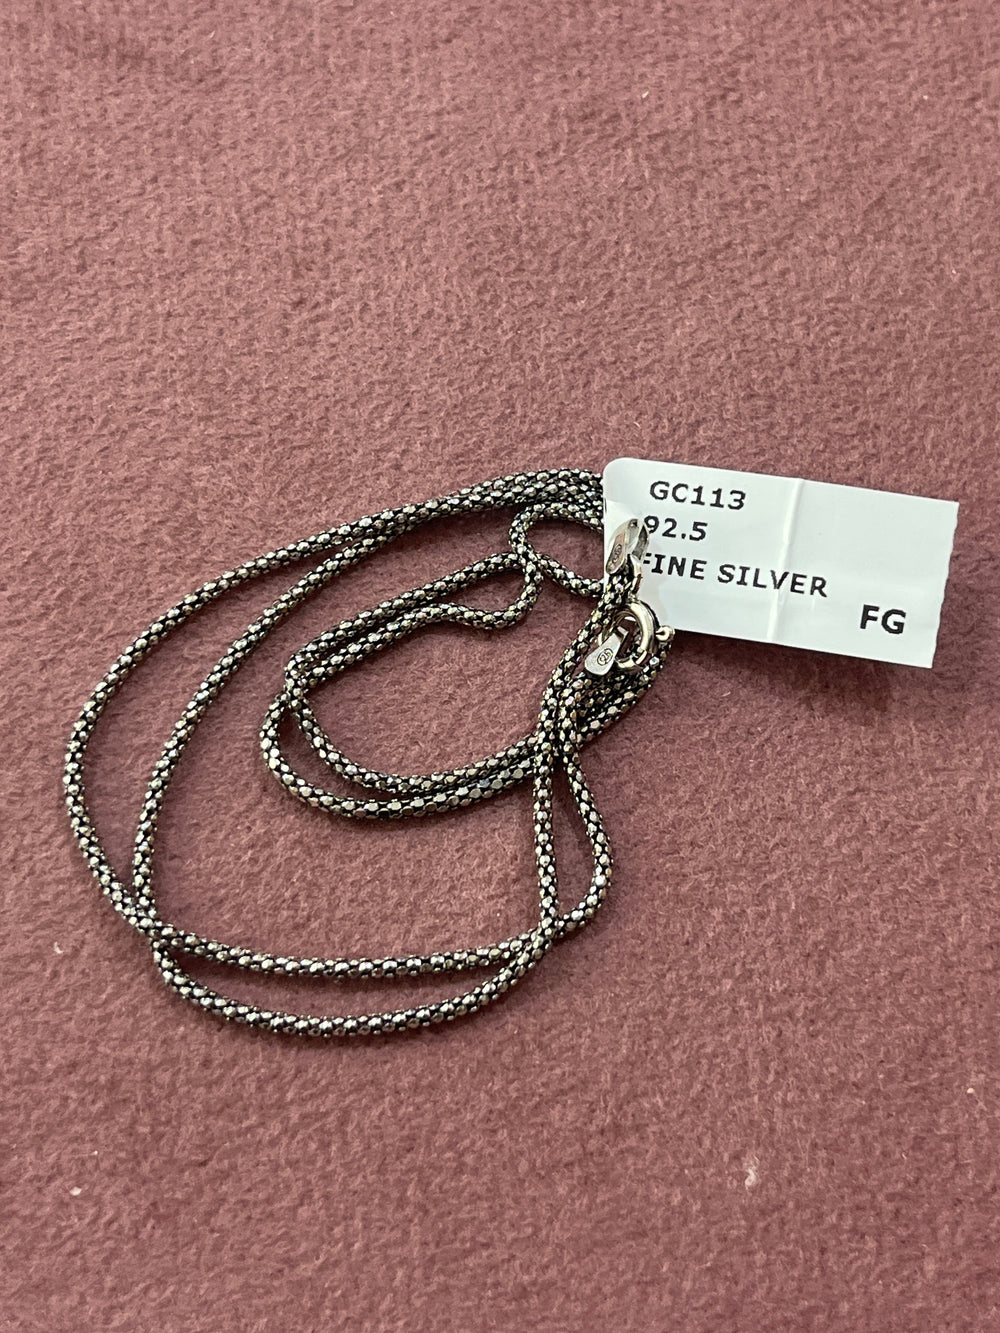 GC113
92.5
FINE SILVER
FG